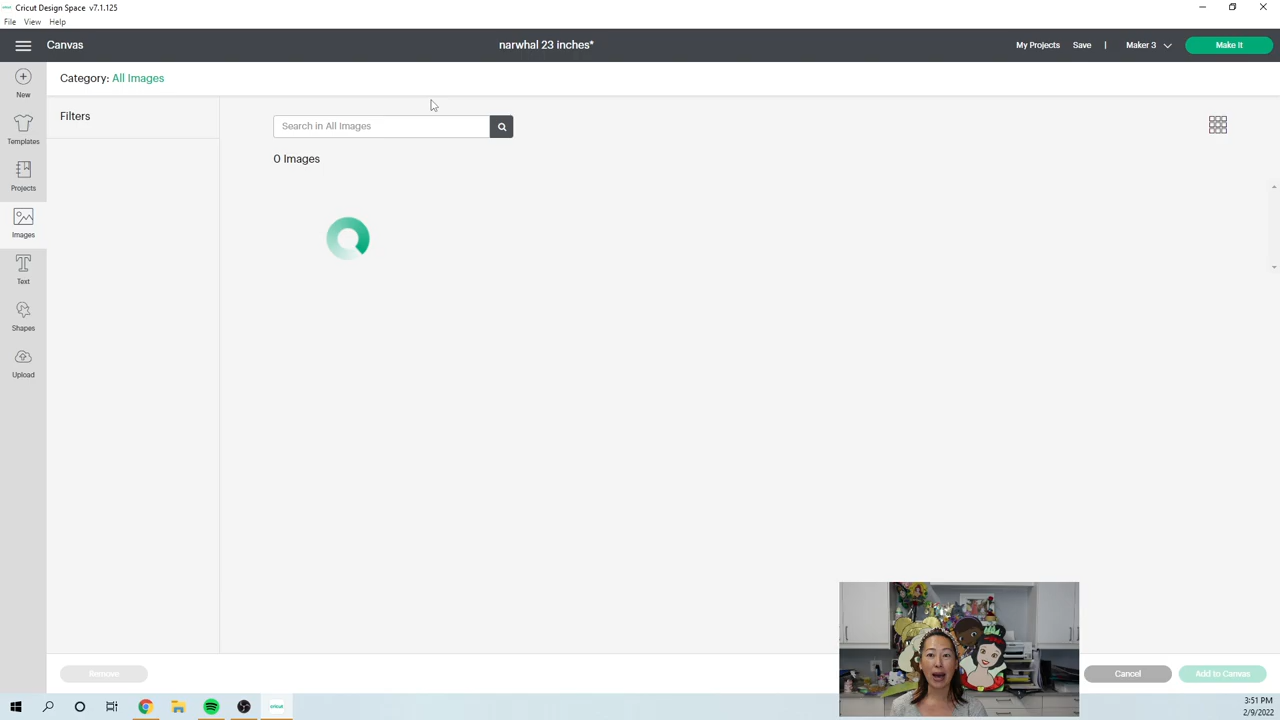 Cricut Design Space v7.1.125
File View Help
Canvas
narwhal 23 inches*
My Projects Save | Maker 3 Make It
Category: All Images
New
Templates
Projects
Images
Text
Shapes
Upload
Filters
Search in All Images
0 Images
Remove
Cancel
Add to Canvas
cricut
3:51 PM
2/9/2022